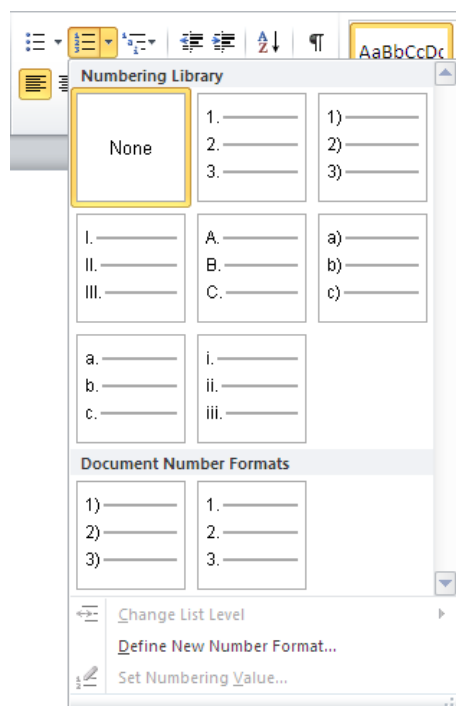 AaBbCcDc
Numbering Library
None
1.
2.
3.
1)
2)
3)
I.
II.
III.
A.
B.
C.
a)
b)
c)
a.
b.
c.
i.
ii.
iii.
Document Number Formats
1)
2)
3)
1.
2.
3.
Change List Level
Define New Number Format...
Set Numbering Value...